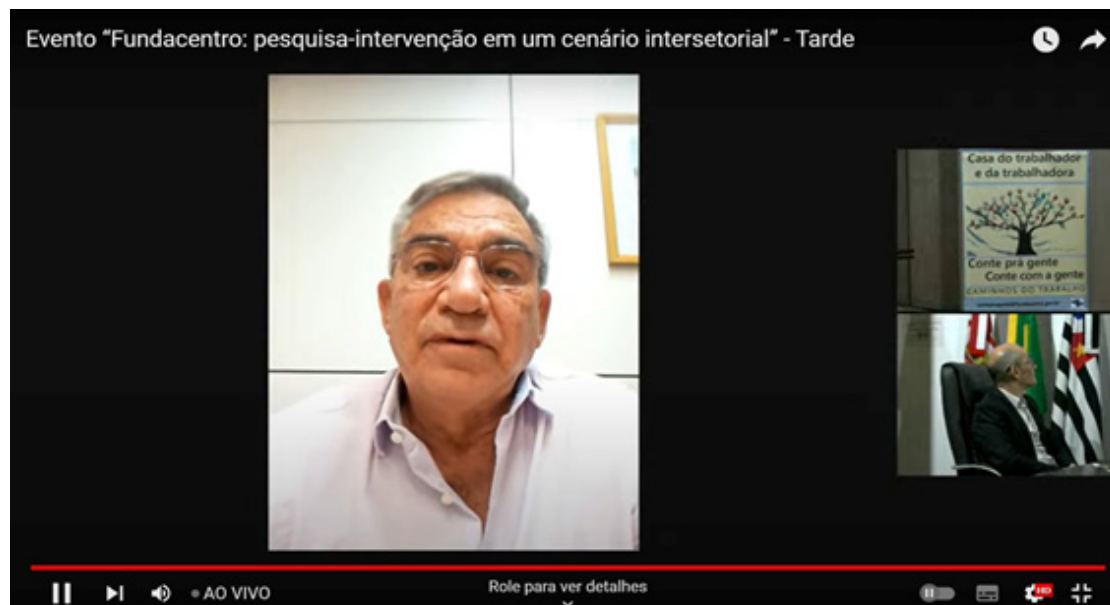 Evento “Fundacentro: pesquisa-intervenção em um cenário intersetorial” - Tarde
Casa do trabalhador
e da trabalhadora
Conte pra gente
Conte com a gente
CAMINHOS DO TRABALHO
AO VIVO
Role para ver detalhes
HD